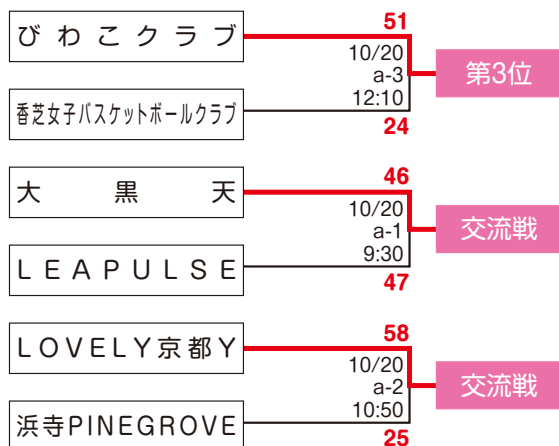 びわこクラブ
51
10/20
a-3
12:10
第3位
香芝女子バスケットボールクラブ
24
大黒天
46
10/20
a-1
9:30
交流戦
LEAPULSE
47
LOVELY京都Y
58
10/20
a-2
10:50
交流戦
浜寺PINEGROVE
25